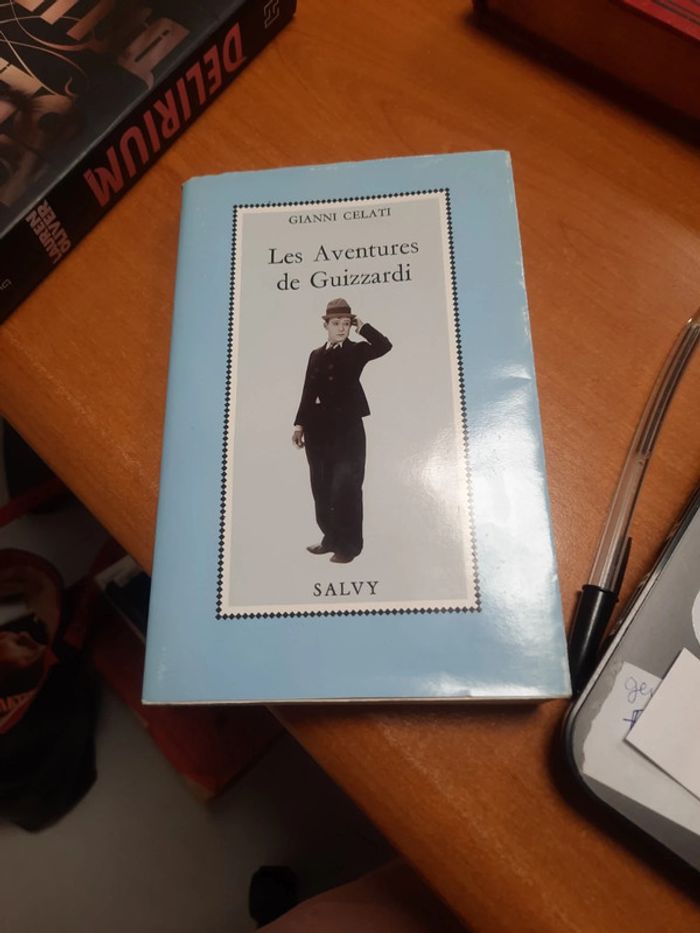 GIANNI CELATI
Les Aventures
de Guizzardi
SALVY
DELIRIUM
LAUREN
OLIVER